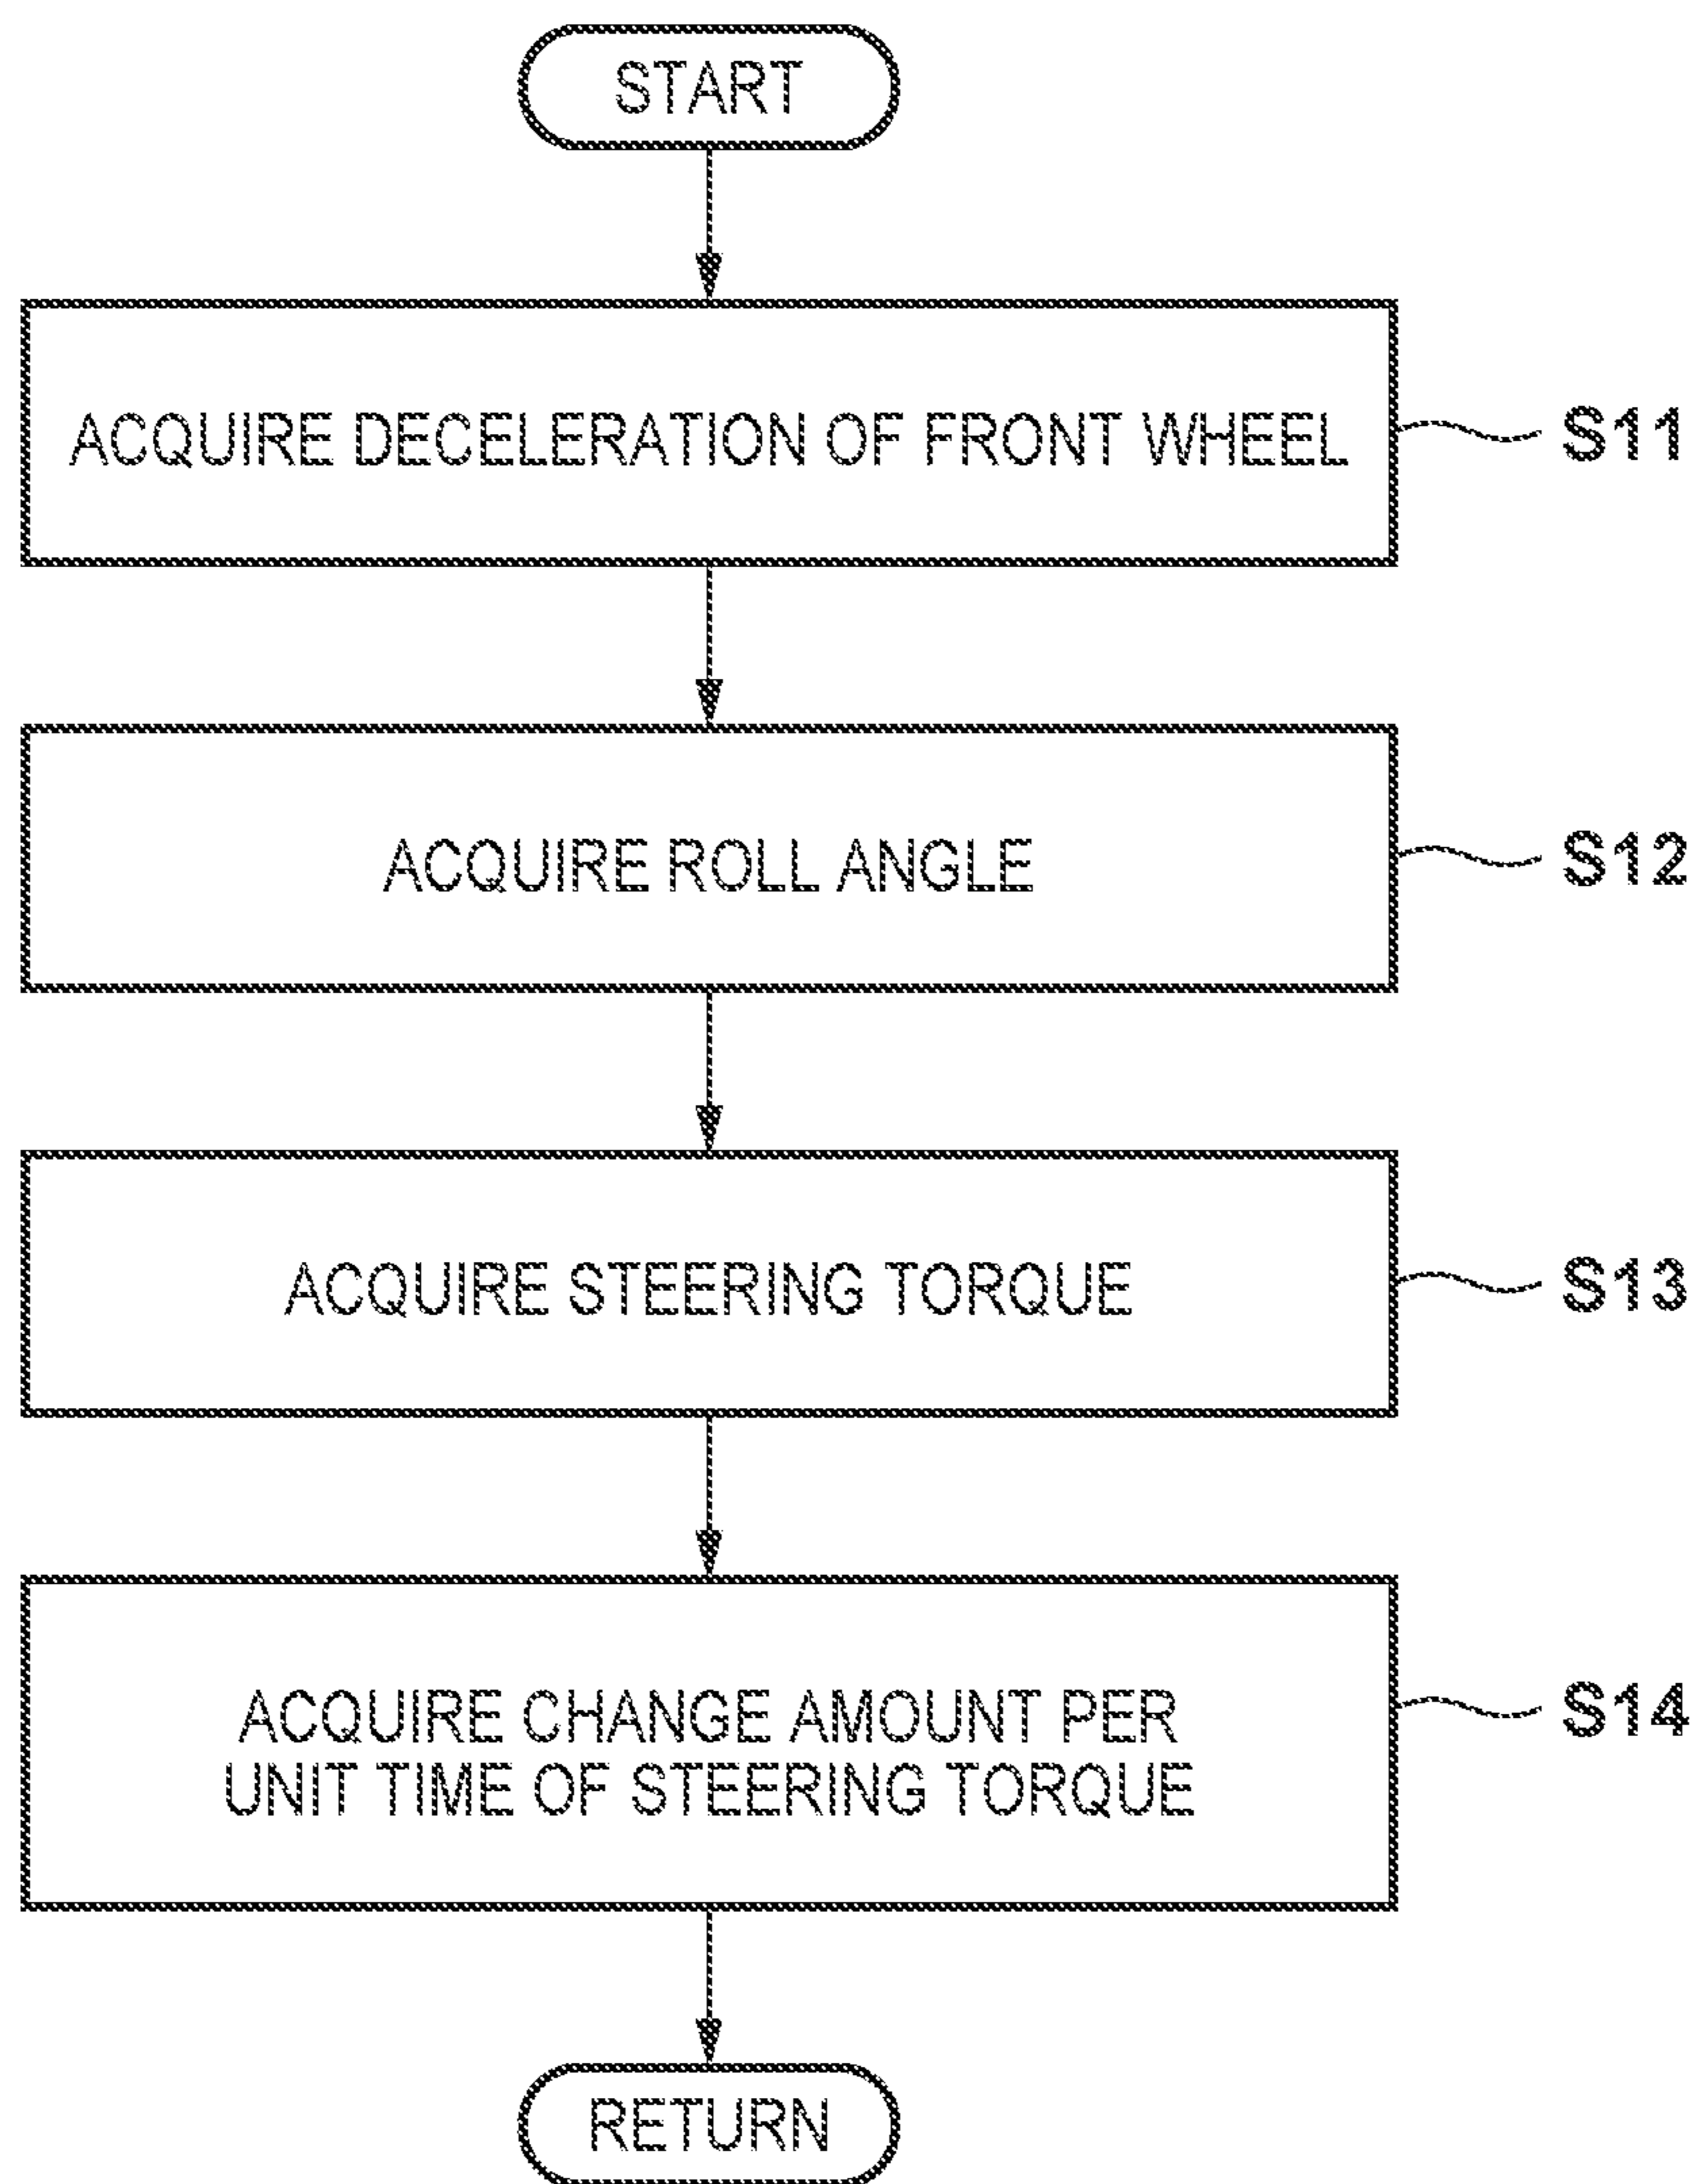 START
ACQUIRE DECELERATION OF FRONT WHEEL
S11
ACQUIRE ROLL ANGLE
S12
ACQUIRE STEERING TORQUE
S13
ACQUIRE CHANGE AMOUNT PER
UNIT TIME OF STEERING TORQUE
S14
RETURN